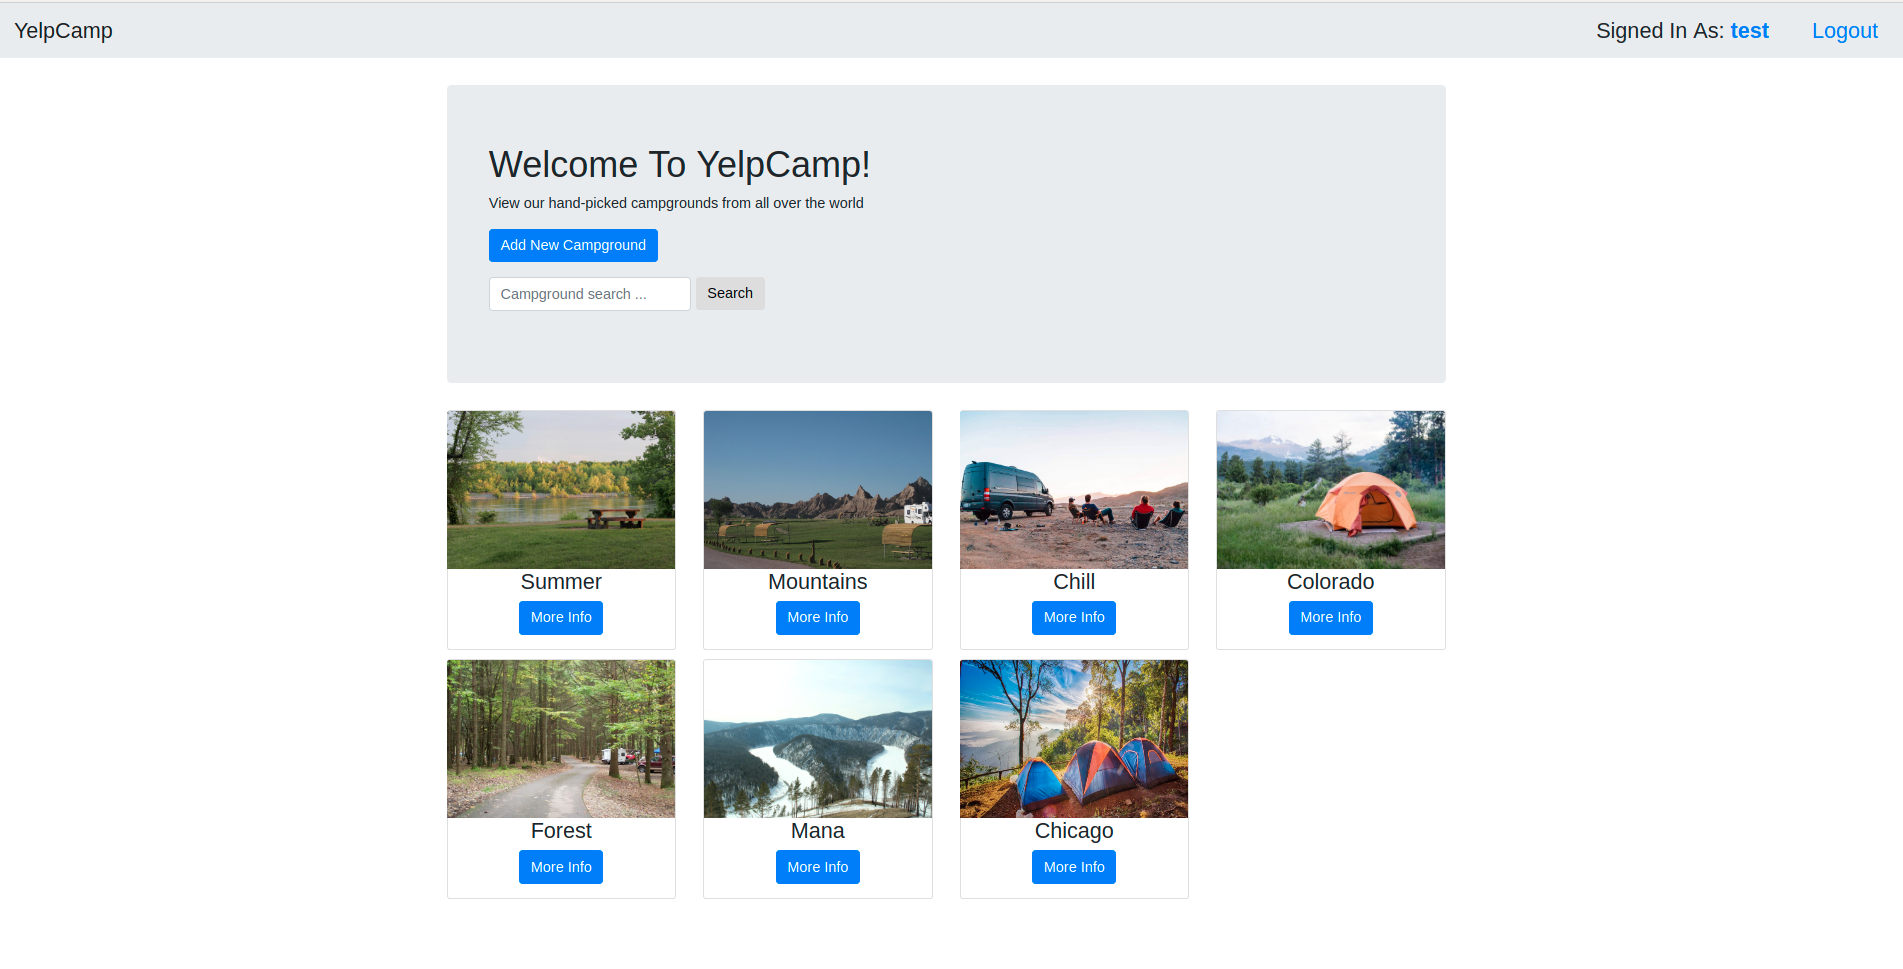 YelpCamp
Signed In As: test
Logout
Welcome To YelpCamp!
View our hand-picked campgrounds from all over the world
Add New Campground
Campground search ...
Search
Summer
More Info
Mountains
More Info
Chill
More Info
Colorado
More Info
Forest
More Info
Mana
More Info
Chicago
More Info